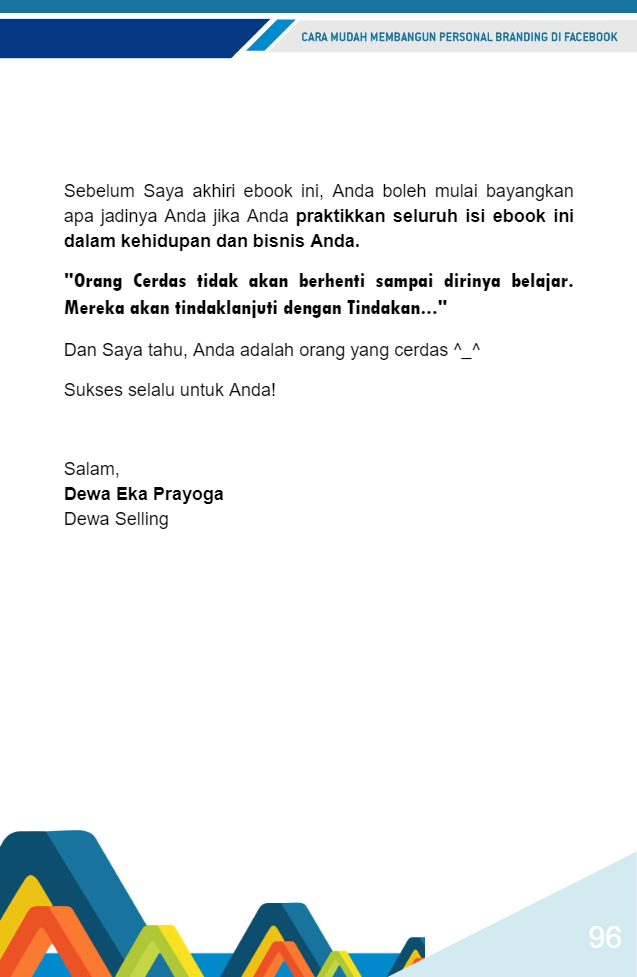 CARA MUDAH MEMBANGUN PERSONAL BRANDING DI FACEBOOK
Sebelum Saya akhiri ebook ini, Anda boleh mulai bayangkan
apa jadinya Anda jika Anda praktikkan seluruh isi ebook ini
dalam kehidupan dan bisnis Anda.
"Orang Cerdas tidak akan berhenti sampai dirinya belajar.
Mereka akan tindaklanjuti dengan Tindakan..."
Dan Saya tahu, Anda adalah orang yang cerdas ^_^
Sukses selalu untuk Anda!
Salam,
Dewa Eka Prayoga
Dewa Selling
96